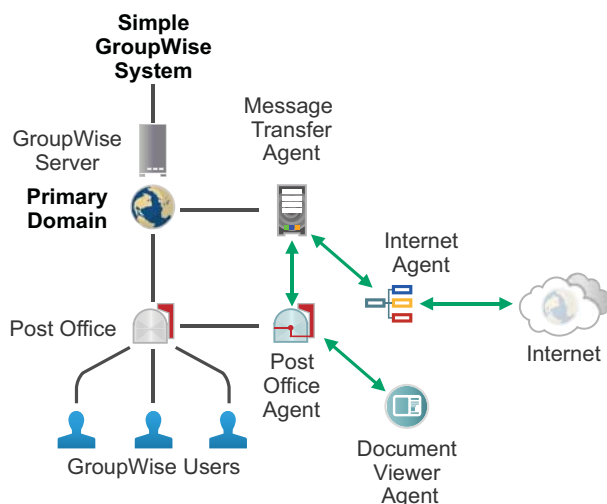 Simple
GroupWise
System
GroupWise
Server
Message
Transfer
Agent
Primary
Domain
Internet
Agent
Post Office
Post
Office
Agent
Internet
GroupWise Users
Document
Viewer
Agent